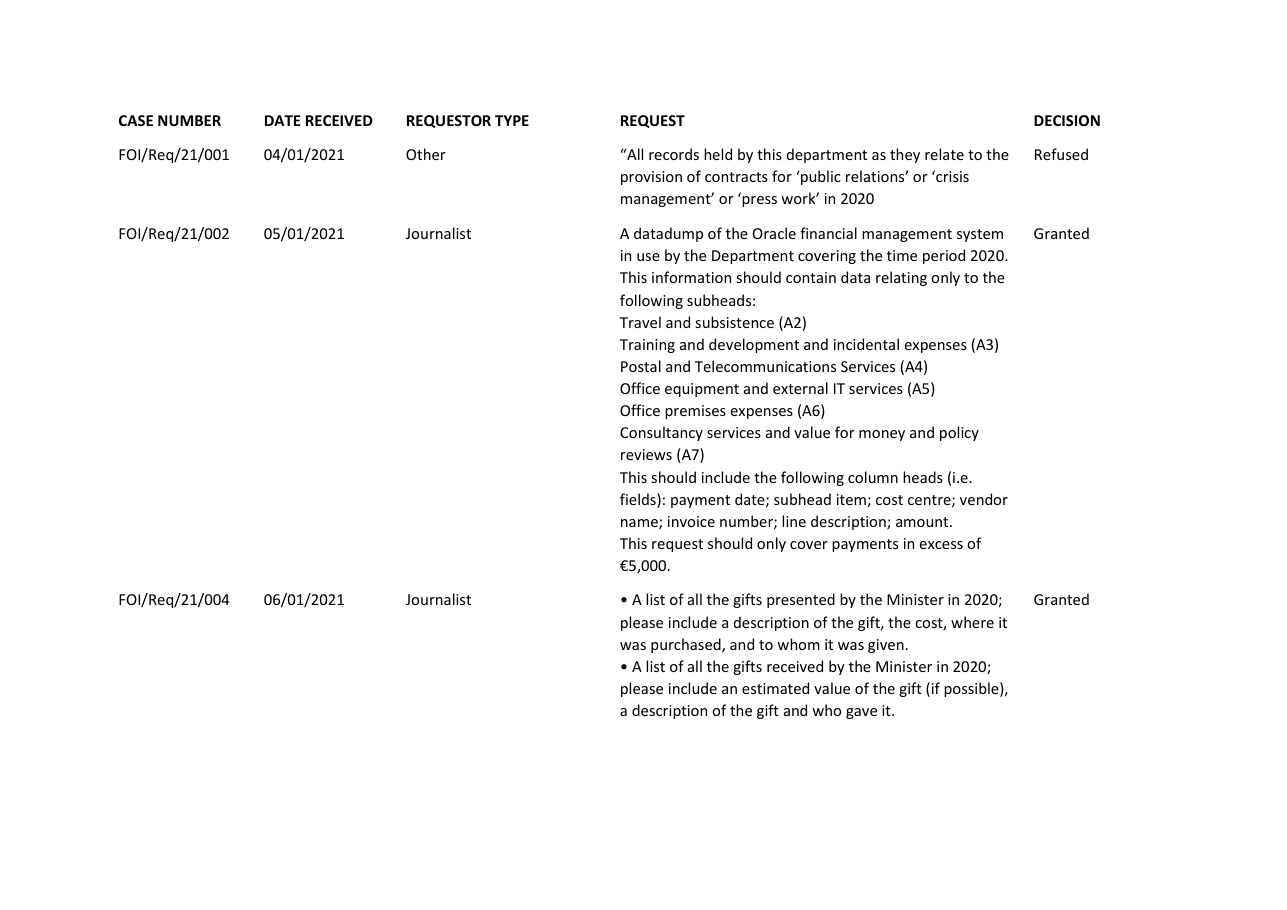 CASE NUMBER DATE RECEIVED REQUESTOR TYPE REQUEST DECISION
FOI/Req/21/001 04/01/2021 Other “All records held by this department as they relate to the Refused
provision of contracts for ‘public relations’ or ‘crisis
management’ or ‘press work’ in 2020
FOI/Req/21/002 05/01/2021 Journalist A datadump of the Oracle financial management system Granted
in use by the Department covering the time period 2020.
This information should contain data relating only to the
following subheads:
Travel and subsistence (A2)
Training and development and incidental expenses (A3)
Postal and Telecommunications Services (A4)
Office equipment and external IT services (A5)
Office premises expenses (A6)
Consultancy services and value for money and policy
reviews (A7)
This should include the following column heads (i.e.
fields): payment date; subhead item; cost centre; vendor
name; invoice number; line description; amount.
This request should only cover payments in excess of
€5,000.
FOI/Req/21/004 06/01/2021 Journalist • A list of all the gifts presented by the Minister in 2020; Granted
please include a description of the gift, the cost, where it
was purchased, and to whom it was given.
• A list of all the gifts received by the Minister in 2020;
please include an estimated value of the gift (if possible),
a description of the gift and who gave it.